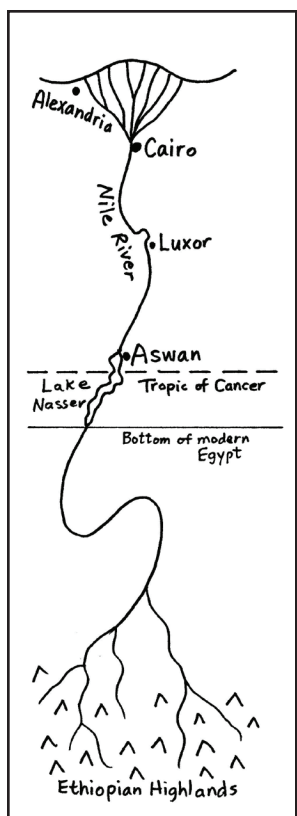 Alexandria
Cairo
Nile River
Luxor
Aswan
Lake
Nasser
Tropic of Cancer
Bottom of modern
Egypt
Ethiopian Highlands